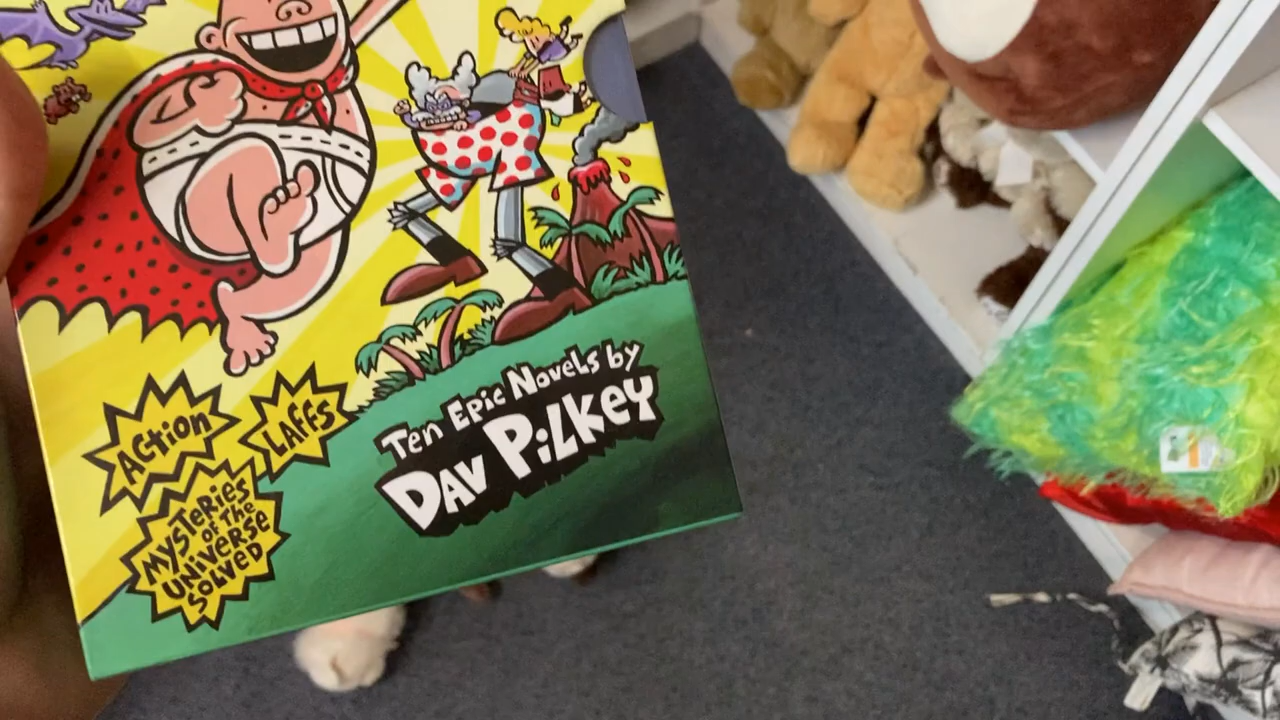 Action
Laffs
Mysteries
of the
Universe
Solved
Ten Epic Novels by
Dav Pilkey